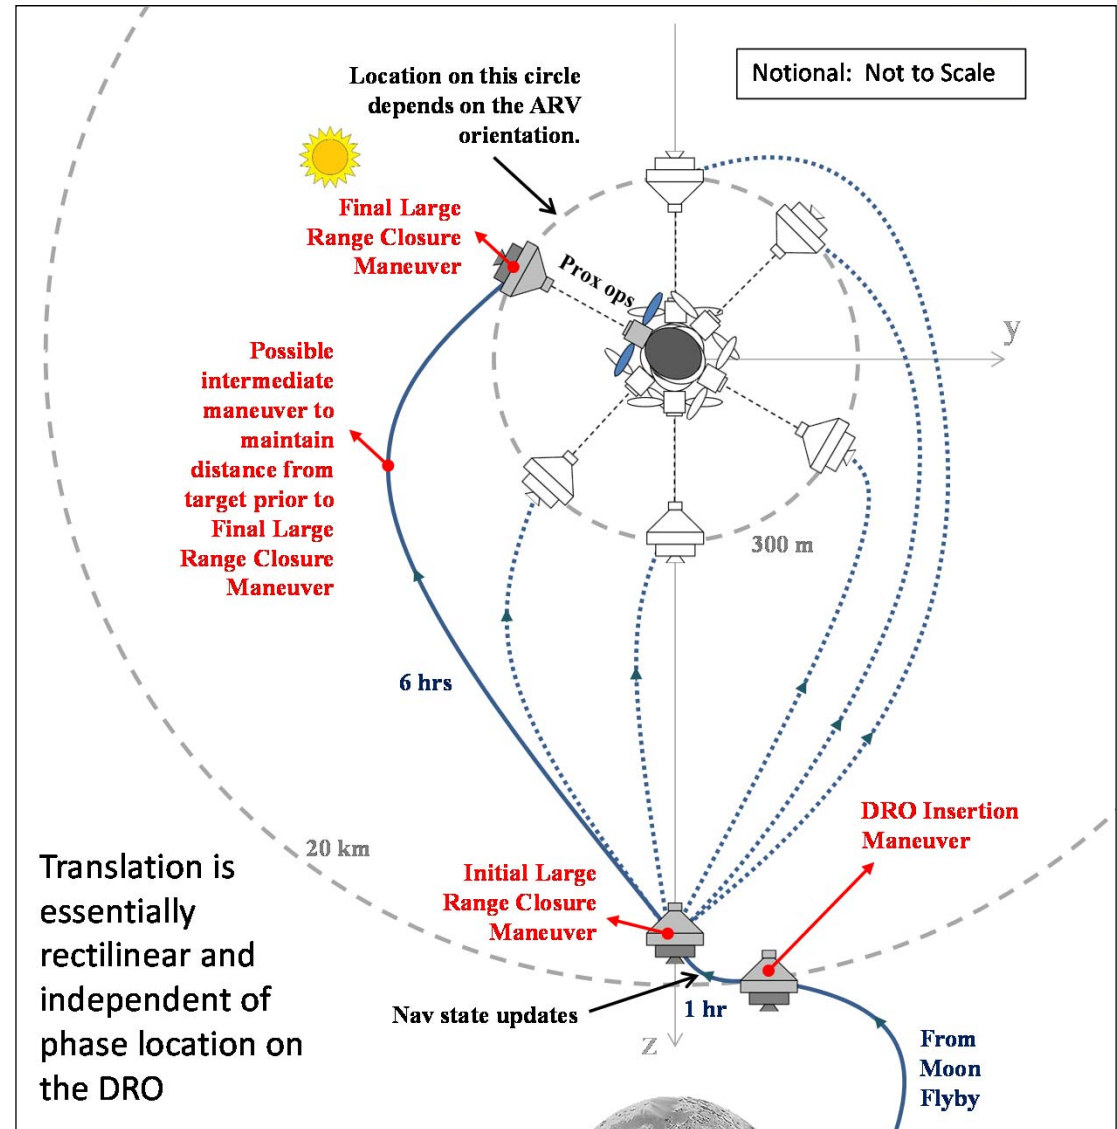 Notional: Not to Scale
Location on this circle
depends on the ARV
orientation.
Final Large
Range Closure
Maneuver
Prox ops
y
Possible
intermediate
maneuver to
maintain
distance from
target prior to
Final Large
Range Closure
Maneuver
300 m
6 hrs
20 km
DRO Insertion
Maneuver
Initial Large
Range Closure
Maneuver
Translation is
essentially
rectilinear and
independent of
phase location on
the DRO
Nav state updates
1 hr
z
From
Moon
Flyby